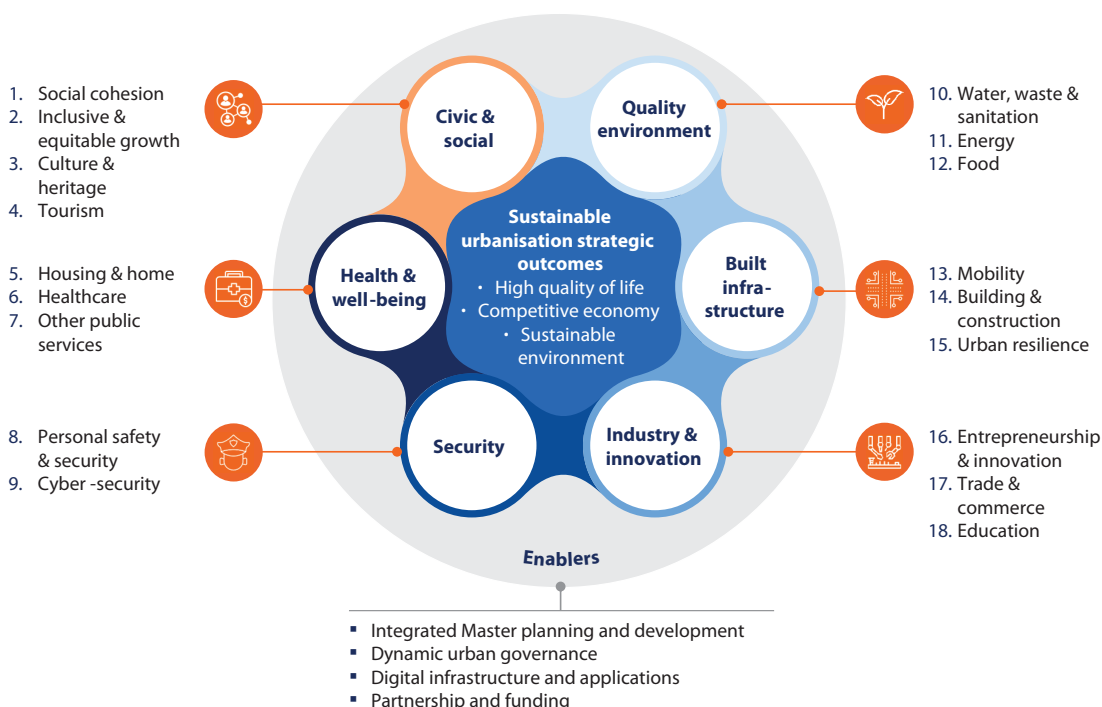 1. Social cohesion
2. Inclusive &
equitable growth
3. Culture &
heritage
4. Tourism
5. Housing & home
6. Healthcare
7. Other public
services
8. Personal safety
& security
9. Cyber -security
Civic &
social
Quality
environment
Health &
well-being
Sustainable
urbanisation strategic
outcomes
• High quality of life
• Competitive economy
• Sustainable
environment
Built
infra-
structure
Security
Industry &
innovation
Enablers
10. Water, waste &
sanitation
11. Energy
12. Food
13. Mobility
14. Building &
construction
15. Urban resilience
16. Entrepreneurship
& innovation
17. Trade &
commerce
18. Education
▪ Integrated Master planning and development
▪ Dynamic urban governance
▪ Digital infrastructure and applications
▪ Partnership and funding